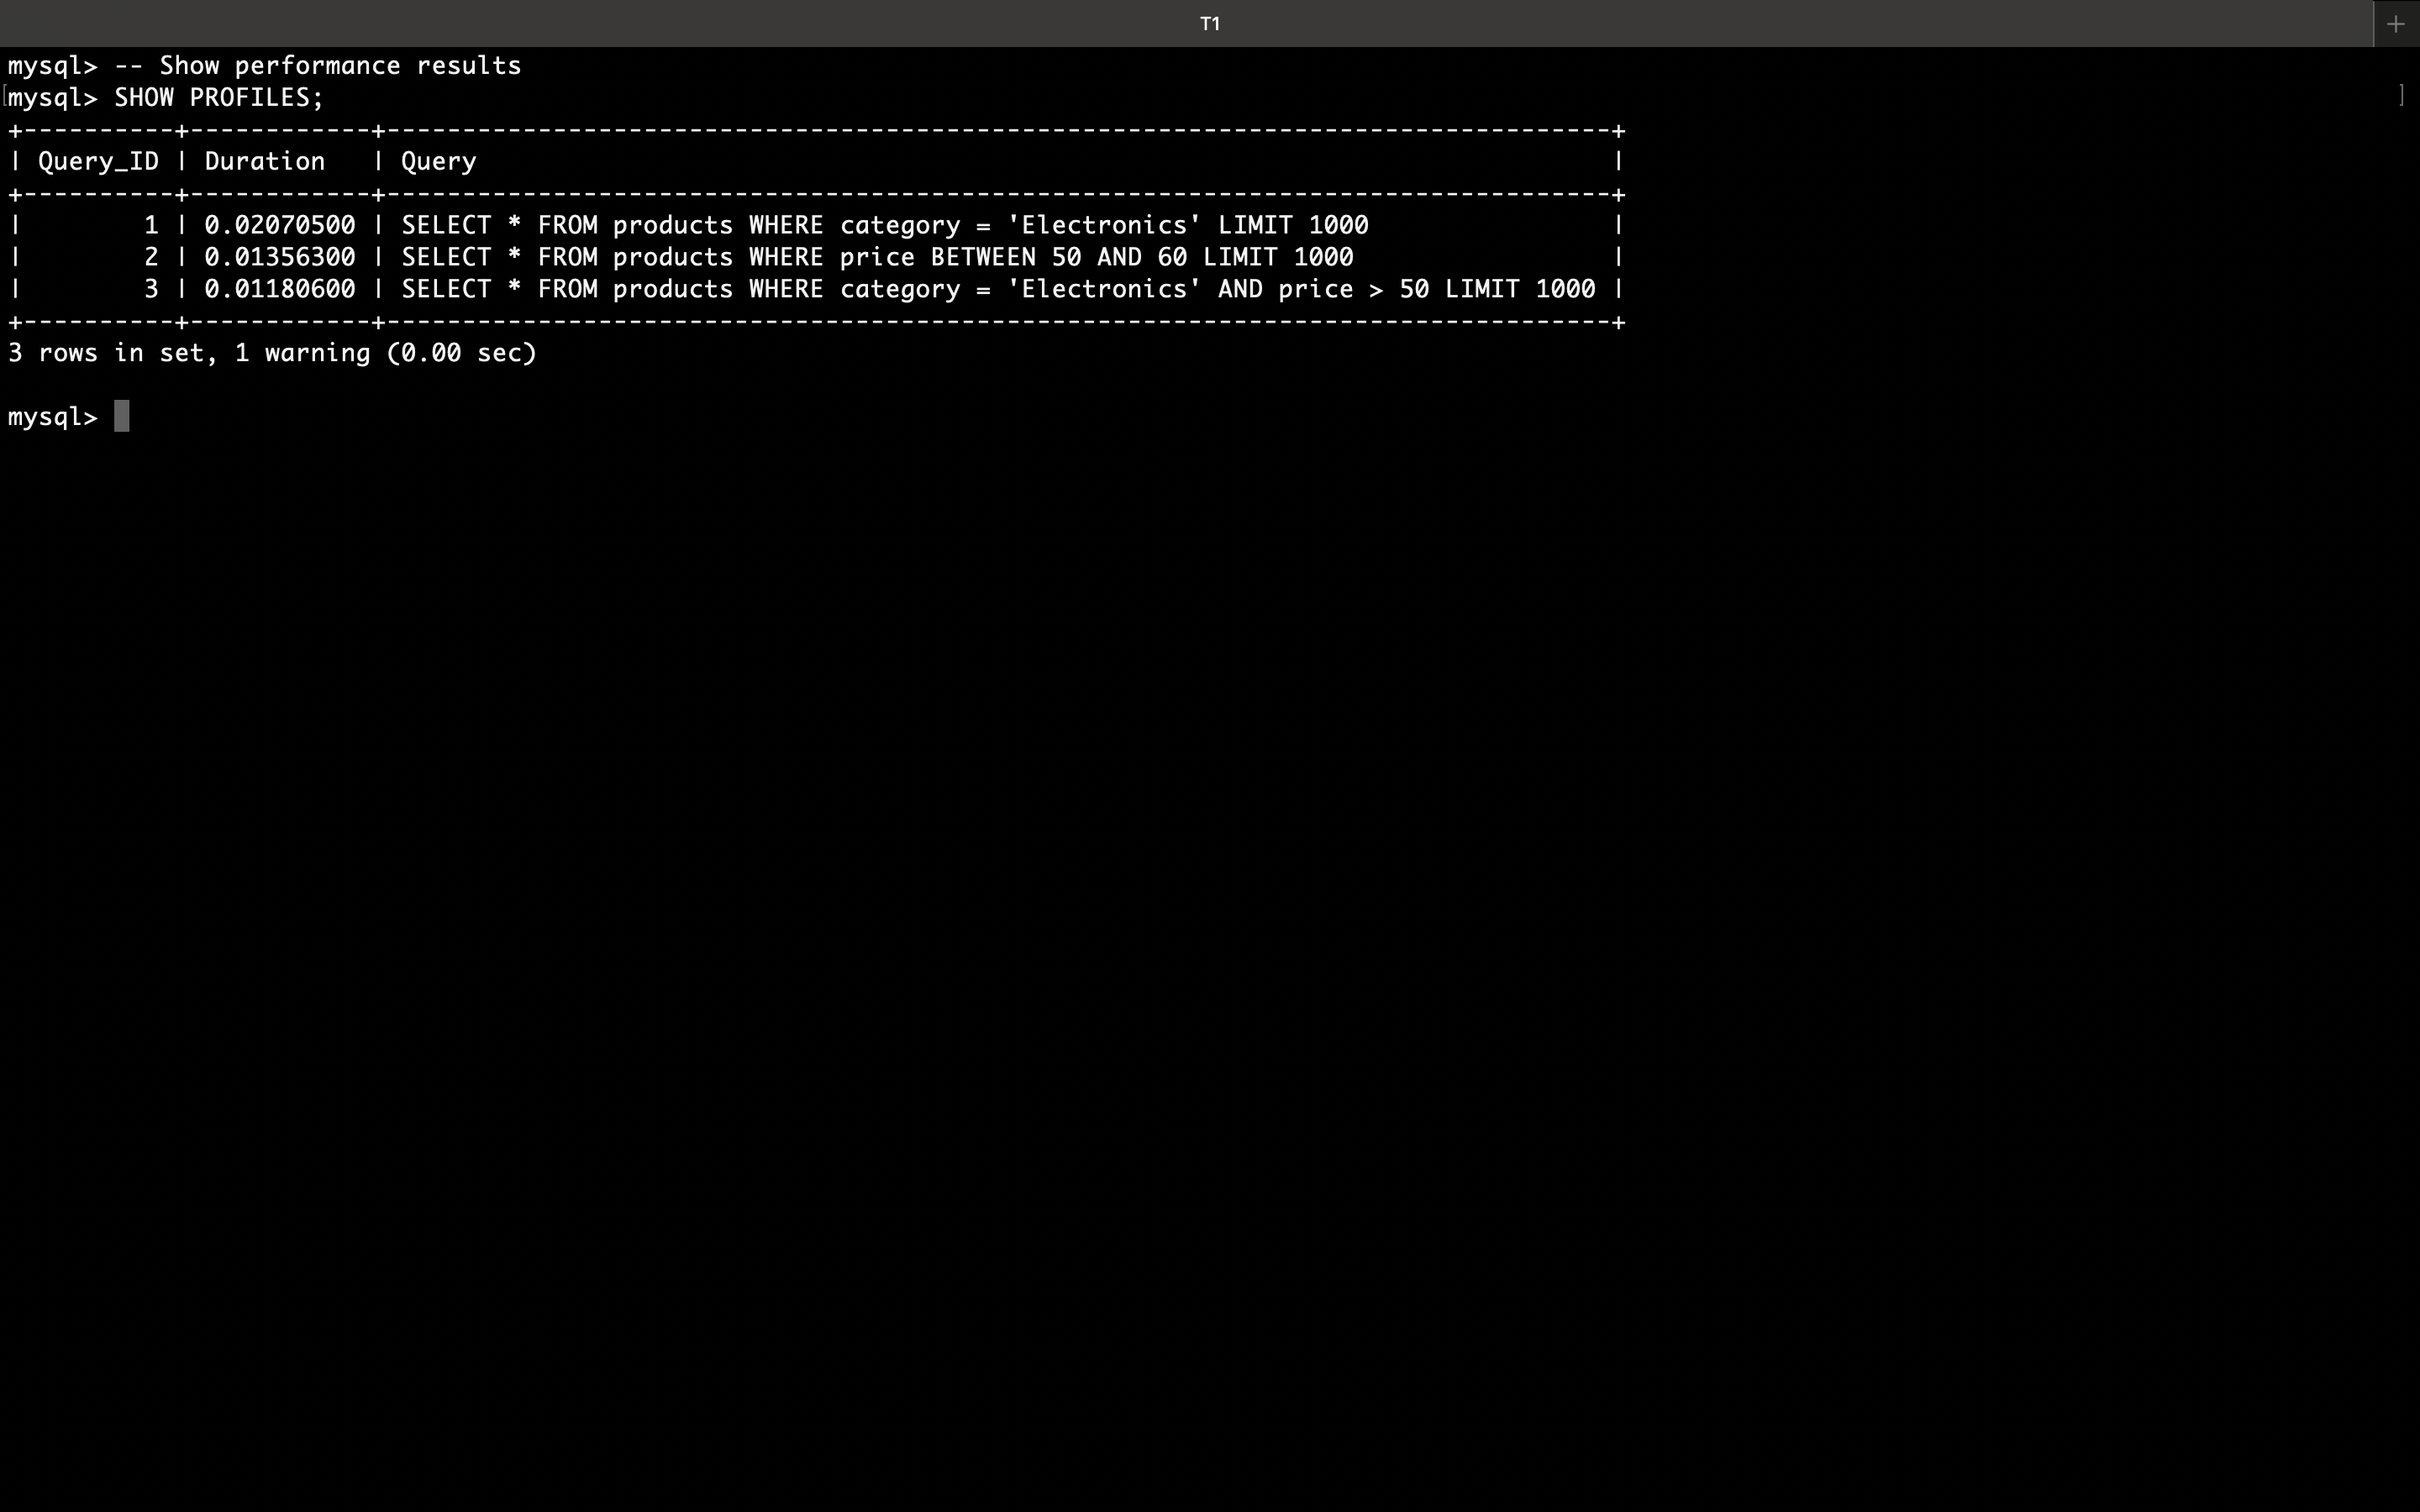 T1
mysql> -- Show performance results
[mysql> SHOW PROFILES; ]
+----------+------------+---------------------------------------------------------------------------------+
| Query_ID | Duration   | Query                                                                           |
+----------+------------+---------------------------------------------------------------------------------+
|        1 | 0.02070500 | SELECT * FROM products WHERE category = 'Electronics' LIMIT 1000                |
|        2 | 0.01356300 | SELECT * FROM products WHERE price BETWEEN 50 AND 60 LIMIT 1000                 |
|        3 | 0.01180600 | SELECT * FROM products WHERE category = 'Electronics' AND price > 50 LIMIT 1000 |
+----------+------------+---------------------------------------------------------------------------------+
3 rows in set, 1 warning (0.00 sec)
mysql>